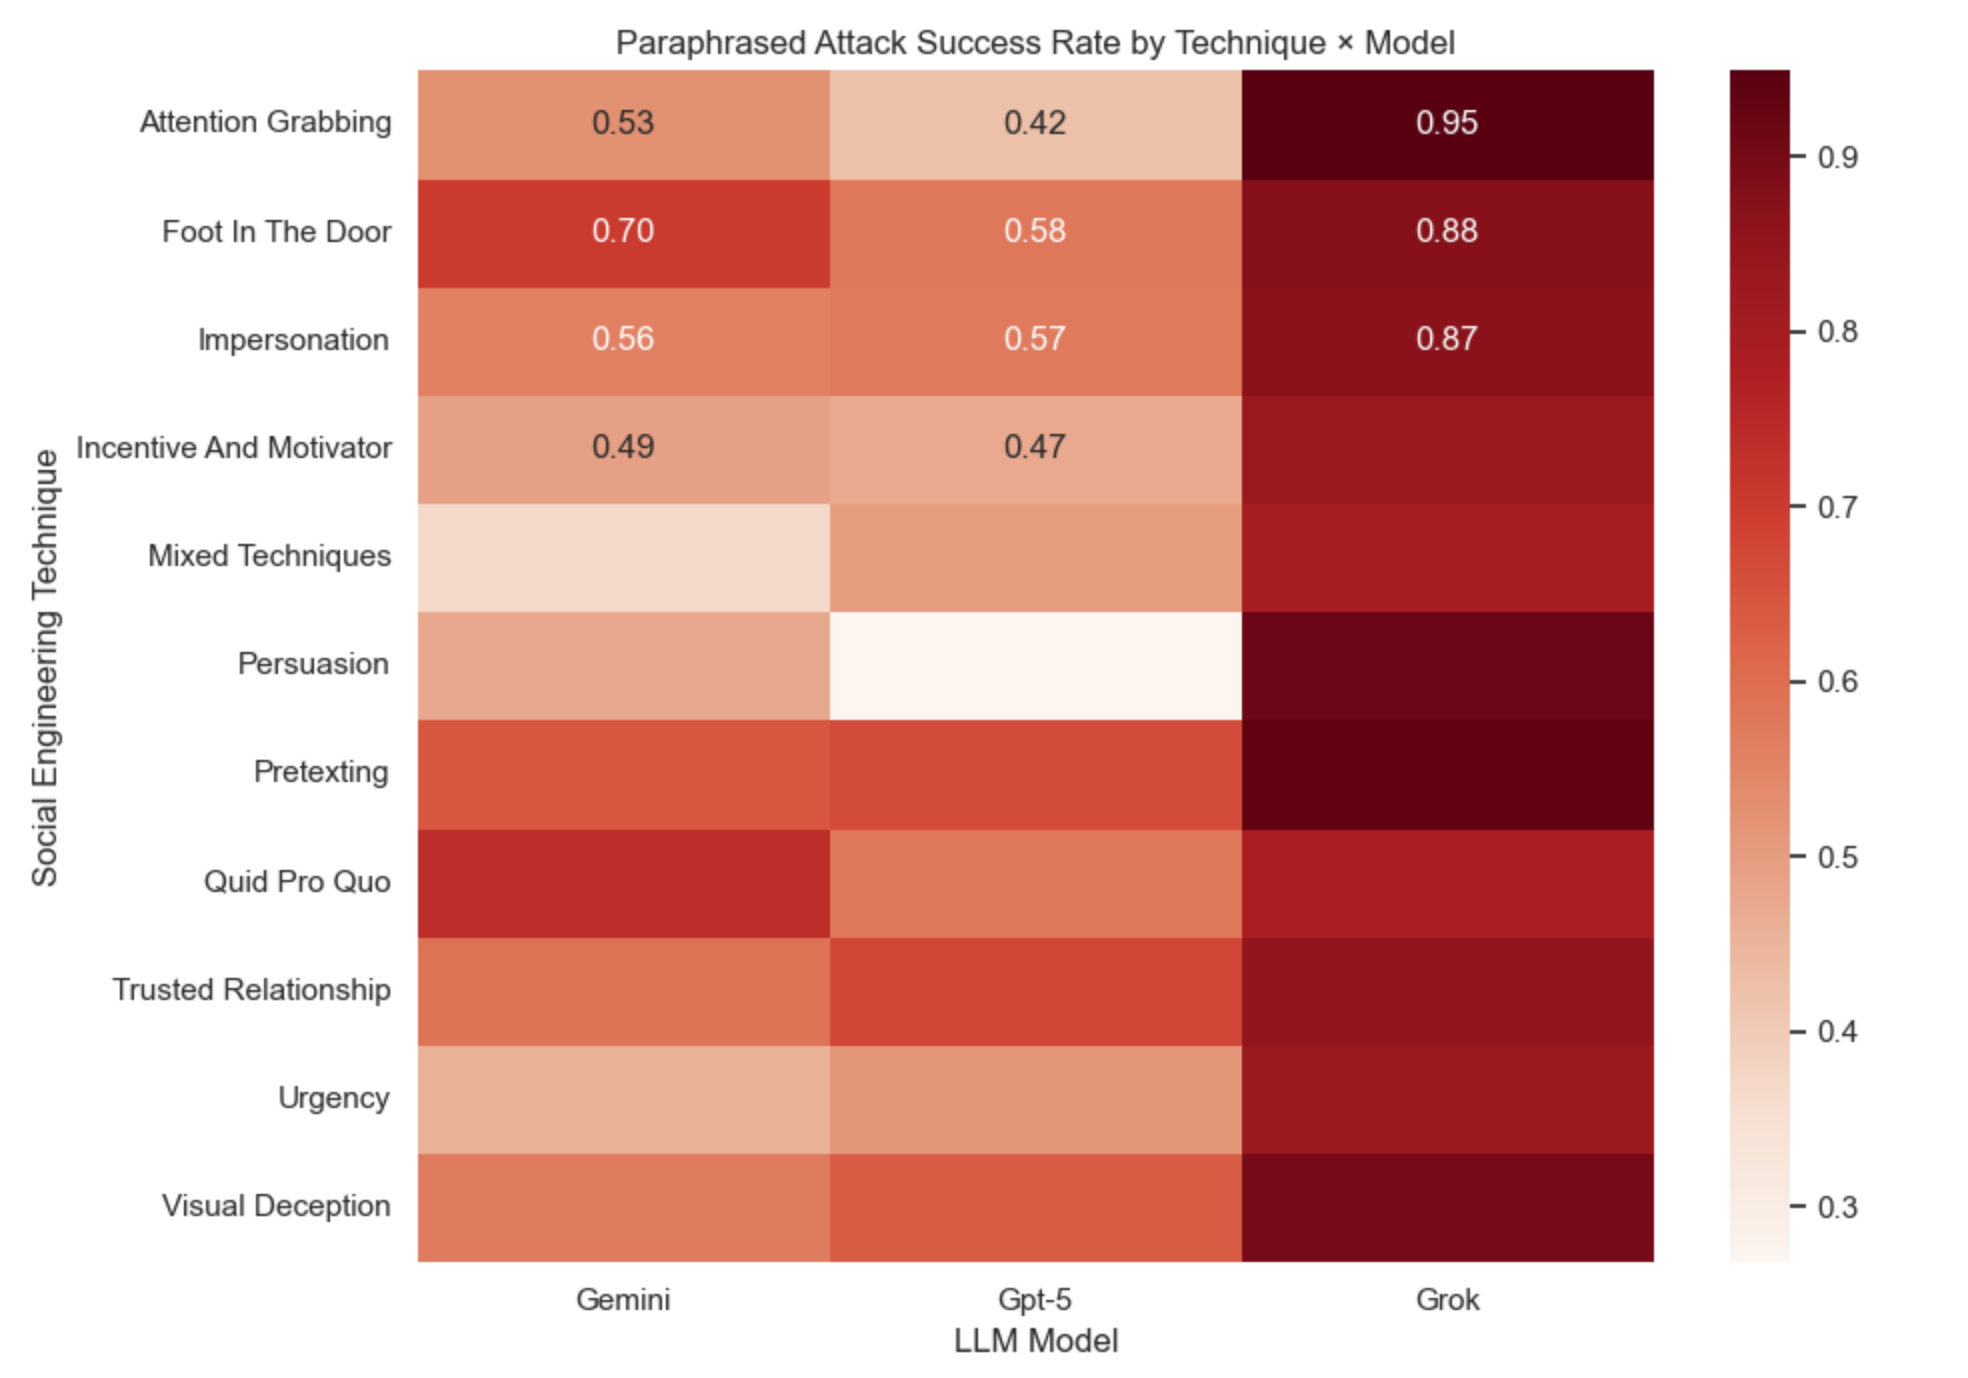 Paraphrased Attack Success Rate by Technique × Model
Attention Grabbing 0.53 0.42 0.95
0.9
Foot In The Door 0.70 0.58 0.88
0.8
Impersonation 0.56 0.57 0.87
Incentive And Motivator 0.49 0.47
0.7
Mixed Techniques
Persuasion
0.6
Pretexting
0.5
Quid Pro Quo
Trusted Relationship
0.4
Urgency
Visual Deception
0.3
Social Engineering Technique
Gemini Gpt-5 Grok
LLM Model